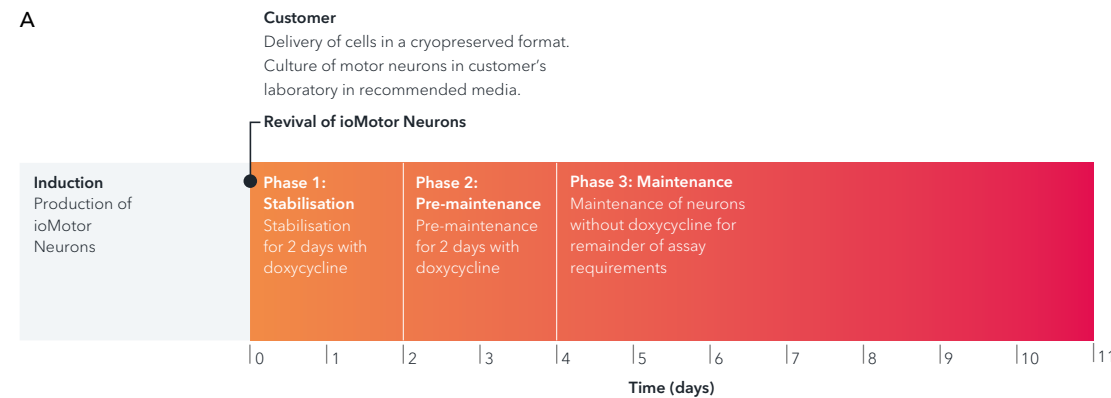 A
Customer
Delivery of cells in a cryopreserved format.
Culture of motor neurons in customer's
laboratory in recommended media.
Revival of ioMotor Neurons
Induction
Production of
ioMotor
Neurons
Phase 1:
Stabilisation
Stabilisation
for 2 days with
doxycycline
Phase 2:
Pre-maintenance
Pre-maintenance
for 2 days with
doxycycline
Phase 3: Maintenance
Maintenance of neurons
without doxycycline for
remainder of assay
requirements
0 1 2 3 4 5 6 7 8 9 10 11
Time (days)